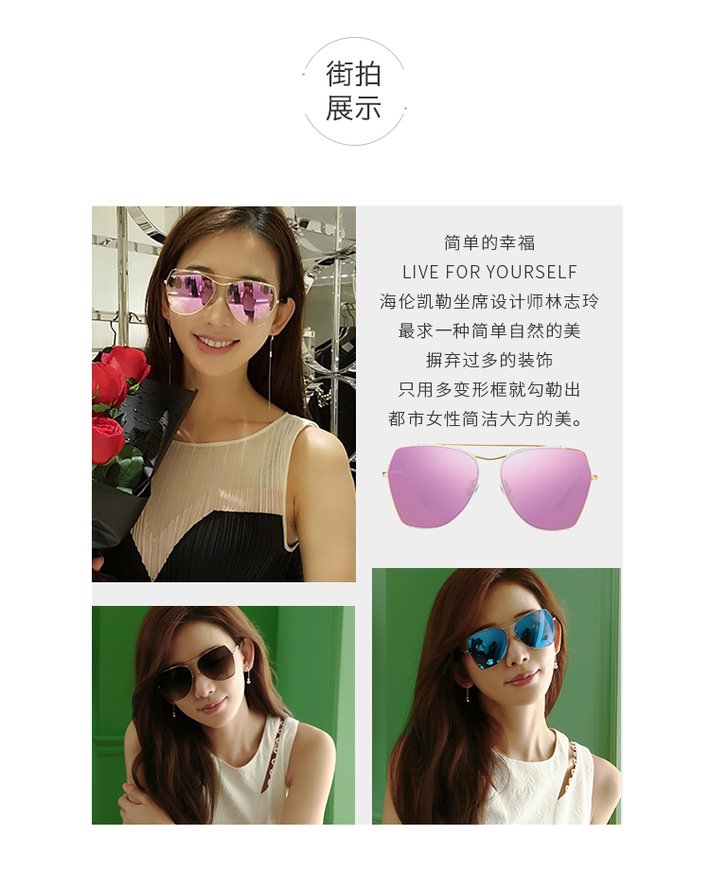 街拍
展示
简单的幸福
LIVE FOR YOURSELF
海伦凯勒坐席设计师林志玲
最求一种简单自然的美
摒弃过多的装饰
只用多变形框就勾勒出
都市女性简洁大方的美。